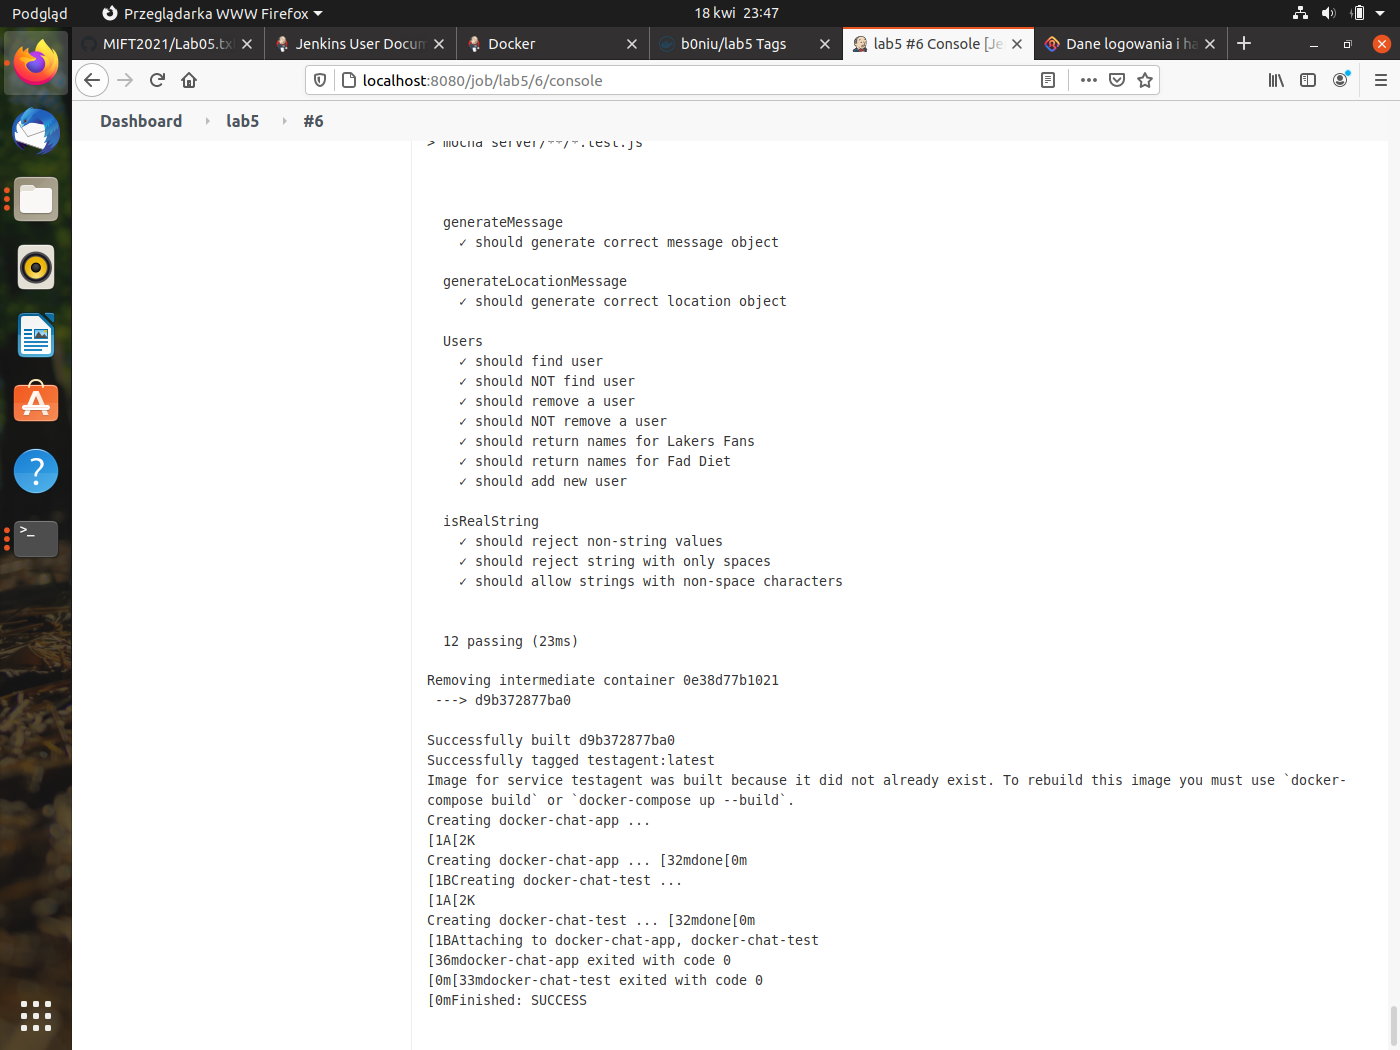 Podgląd
Przeglądarka WWW Firefox
18 kwi 23:47
MIFT2021/Lab05.tx
Jenkins User Docum
Docker
b0niu/lab5 Tags
lab5 #6 Console [Je
Dane logowania i ha
localhost:8080/job/lab5/6/console
Dashboard
lab5
#6
> mocha server/**/*.test.js
generateMessage
✓ should generate correct message object
generateLocationMessage
✓ should generate correct location object
Users
✓ should find user
✓ should NOT find user
✓ should remove a user
✓ should NOT remove a user
✓ should return names for Lakers Fans
✓ should return names for Fad Diet
✓ should add new user
isRealString
✓ should reject non-string values
✓ should reject string with only spaces
✓ should allow strings with non-space characters
12 passing (23ms)
Removing intermediate container 0e38d77b1021
---> d9b372877ba0
Successfully built d9b372877ba0
Successfully tagged testagent:latest
Image for service testagent was built because it did not already exist. To rebuild this image you must use `docker-
compose build` or `docker-compose up --build`.
Creating docker-chat-app ...
[1A[2K
Creating docker-chat-app ... [32mdone[0m
[1BCreating docker-chat-test ...
[1A[2K
Creating docker-chat-test ... [32mdone[0m
[1BAttaching to docker-chat-app, docker-chat-test
[36mdocker-chat-app exited with code 0
[0m[33mdocker-chat-test exited with code 0
[0mFinished: SUCCESS